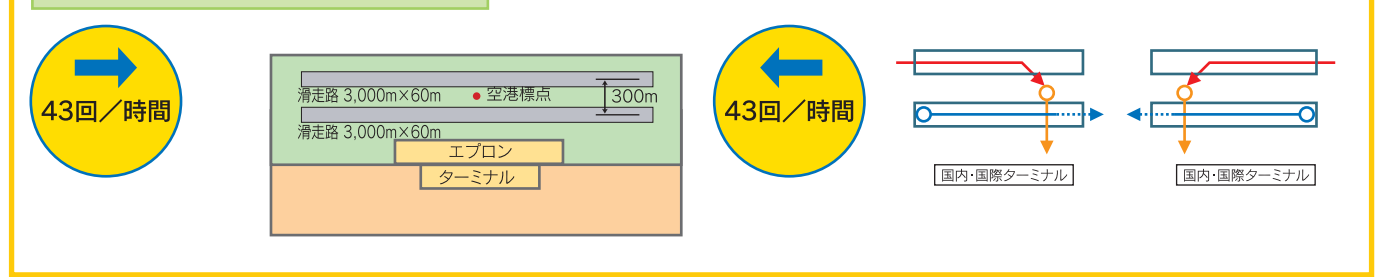 43回／時間
滑走路 3,000m×60m
空港標点
300m
滑走路 3,000m×60m
エプロン
ターミナル
43回／時間
国内・国際ターミナル
国内・国際ターミナル